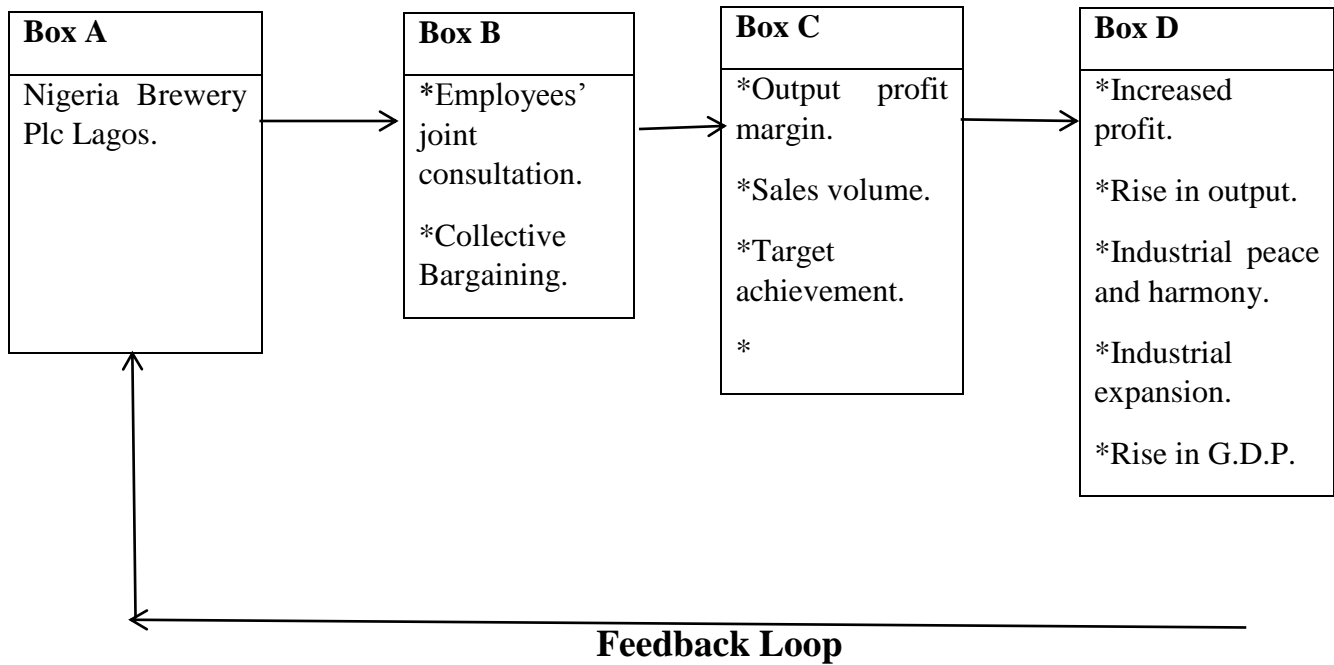 Box A
Nigeria Brewery
Plc Lagos.
Box B
*Employees’
joint
consultation.
*Collective
Bargaining.
Box C
*Output profit
margin.
*Sales volume.
*Target
achievement.
*
Box D
*Increased
profit.
*Rise in output.
*Industrial peace
and harmony.
*Industrial
expansion.
*Rise in G.D.P.
Feedback Loop